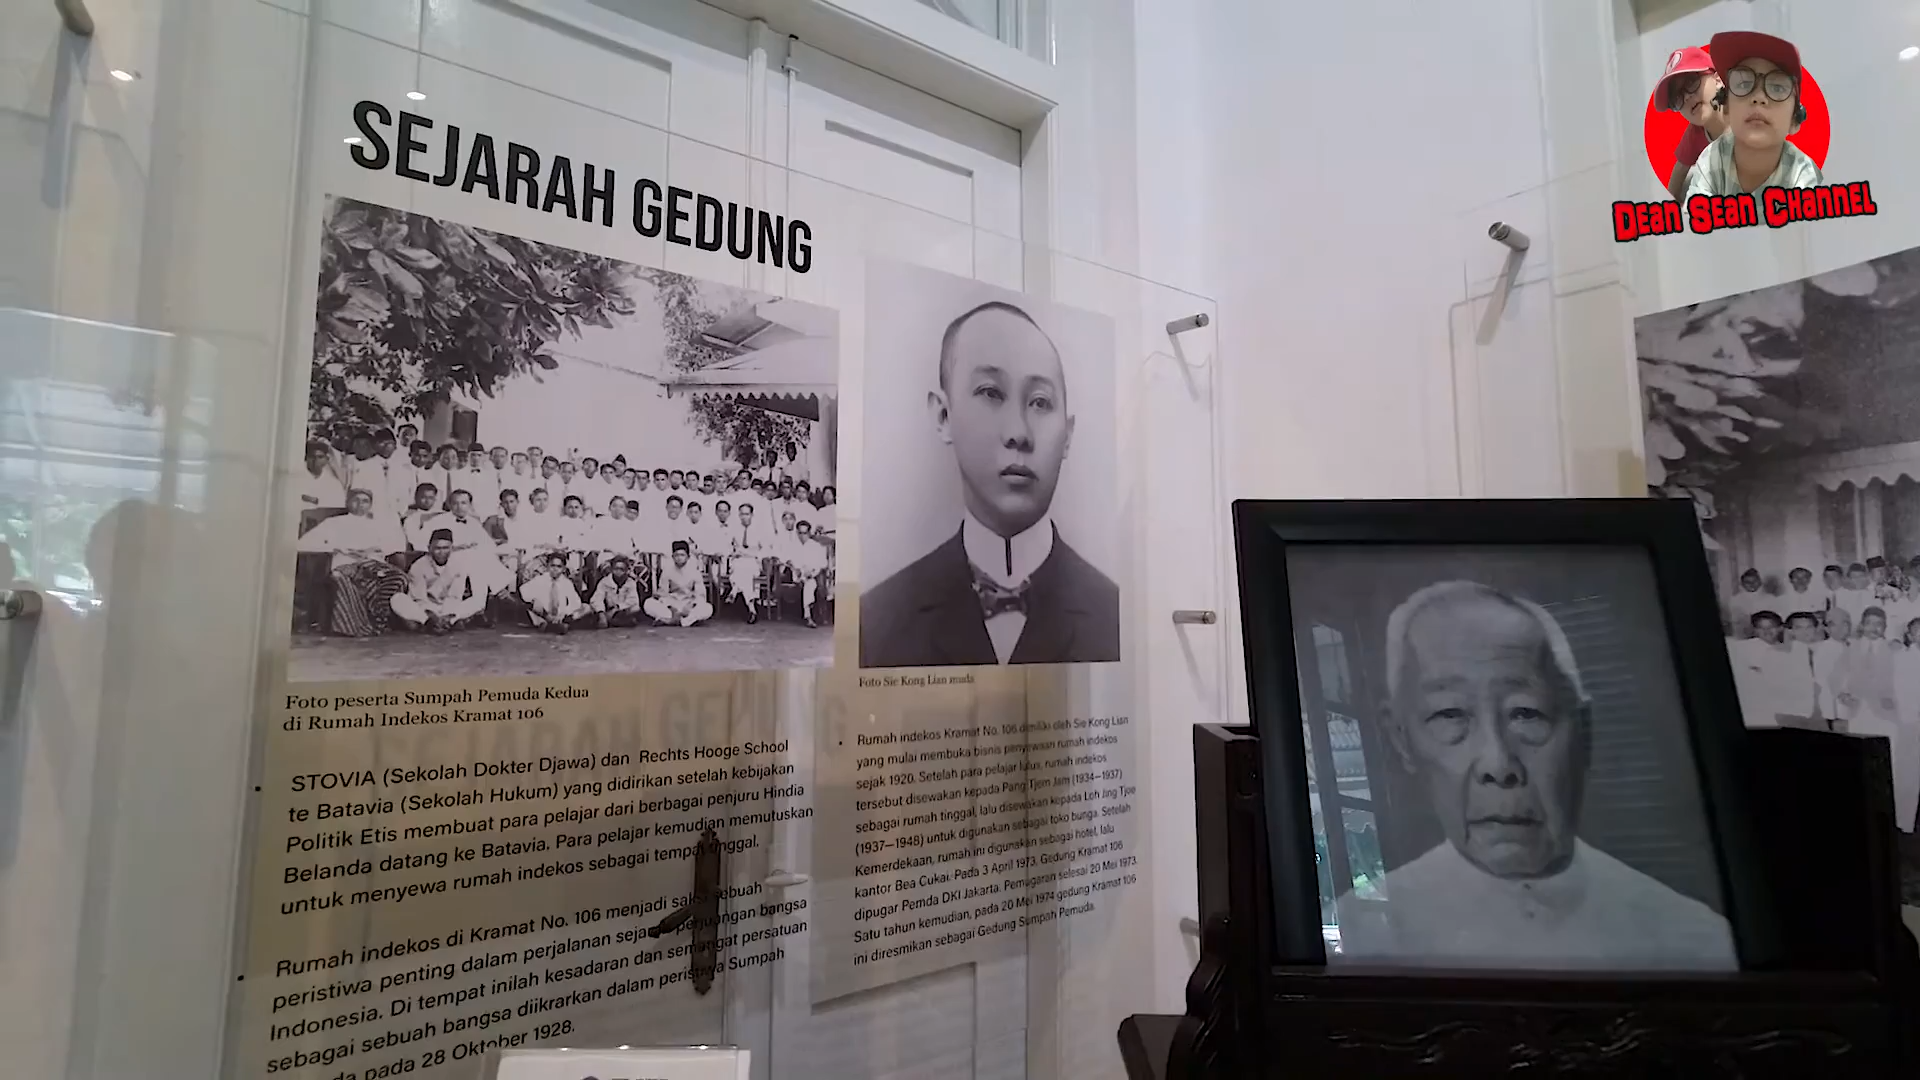 SEJARAH GEDUNG
Foto peserta Sumpah Pemuda Kedua
di Rumah Indekos Kramat 106
STOVIA (Sekolah Dokter Djawa) dan Rechts Hooge School
te Batavia (Sekolah Hukum) yang didirikan setelah kebijakan
Politik Etis membuat para pelajar dari berbagai penjuru Hindia
Belanda datang ke Batavia. Para pelajar kemudian memutuskan
untuk menyewa rumah indekos sebagai tempat tinggal.
Rumah indekos di Kramat No. 106 menjadi saksi sebuah
peristiwa penting dalam perjalanan sejarah perjuangan bangsa
Indonesia. Di tempat inilah kesadaran dan semangat persatuan
sebagai sebuah bangsa diikrarkan dalam peristiwa Sumpah
pada 28 Oktober 1928.
Foto Sie Kong Lian muda
Rumah indekos Kramat No. 106 dimiliki oleh Sie Kong Lian
yang mulai membuka bisnis penyewaan rumah indekos
sejak 1920. Setelah para pelajar lulus, rumah indekos
tersebut disewakan kepada Pang Tjem Jam (1934–1937)
sebagai rumah tinggal, lalu disewakan kepada Loh Jing Tjoe
(1937–1948) untuk digunakan sebagai toko bunga. Setelah
Kemerdekaan, rumah ini digunakan sebagai hotel, lalu
kantor Bea Cukai. Pada 3 April 1973, Gedung Kramat 106
dipugar Pemda DKI Jakarta. Pemugaran selesai 20 Mei 1973.
Satu tahun kemudian, pada 20 Mei 1974 gedung Kramat 106
ini diresmikan sebagai Gedung Sumpah Pemuda.
Dean Sean Channel